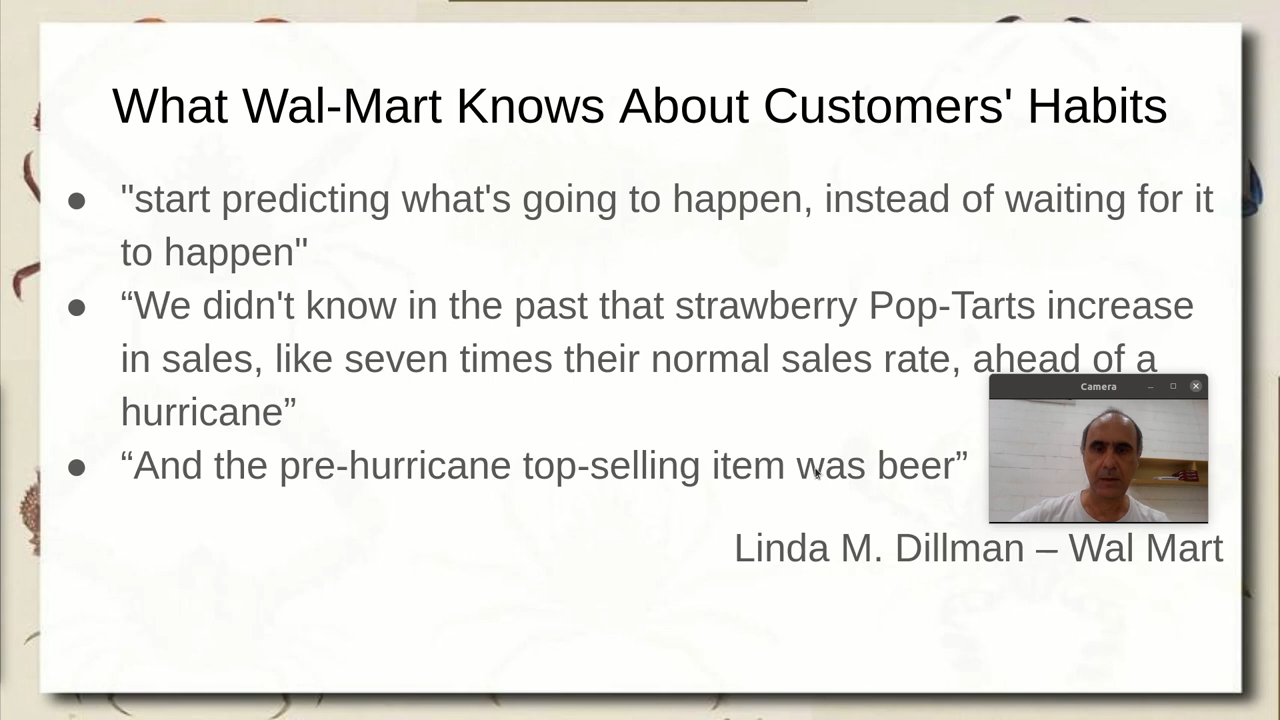 What Wal-Mart Knows About Customers' Habits
● "start predicting what's going to happen, instead of waiting for it
to happen"
● “We didn't know in the past that strawberry Pop-Tarts increase
in sales, like seven times their normal sales rate, ahead of a
hurricane”
Camera
● “And the pre-hurricane top-selling item was beer”
Linda M. Dillman – Wal Mart